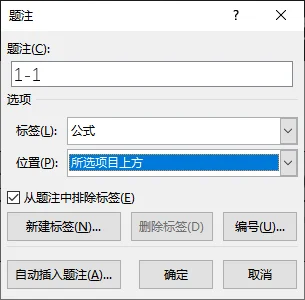 题注 ? ×
题注(C):
1-1
选项
标签(L): 公式
位置(P): 所选项目上方
从题注中排除标签(E)
新建标签(N)... 删除标签(D) 编号(U)...
自动插入题注(A)... 确定 取消